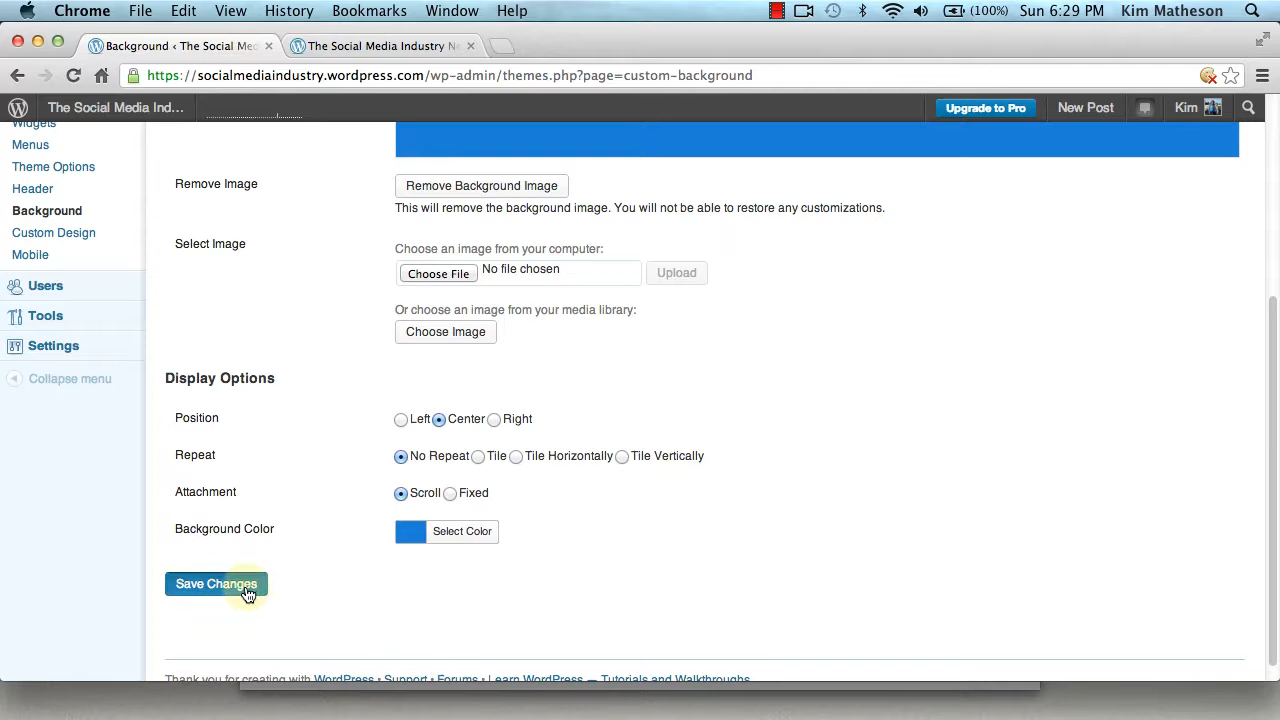 Chrome File Edit View History Bookmarks Window Help (100%) Sun 6:29 PM Kim Matheson
Background ‹ The Social Med × The Social Media Industry Ne ×
https://socialmediaindustry.wordpress.com/wp-admin/themes.php?page=custom-background
The Social Media Ind... Upgrade to Pro New Post Kim
Widgets
Menus
Theme Options
Header
Background
Custom Design
Mobile
Users
Tools
Settings
Collapse menu
Remove Image Remove Background Image
This will remove the background image. You will not be able to restore any customizations.
Select Image Choose an image from your computer:
Choose File No file chosen Upload
Or choose an image from your media library:
Choose Image
Display Options
Position Left Center Right
Repeat No Repeat Tile Tile Horizontally Tile Vertically
Attachment Scroll Fixed
Background Color Select Color
Save Changes
Thank you for creating with WordPress • Support • Forums • Learn WordPress — Tutorials and Walkthroughs